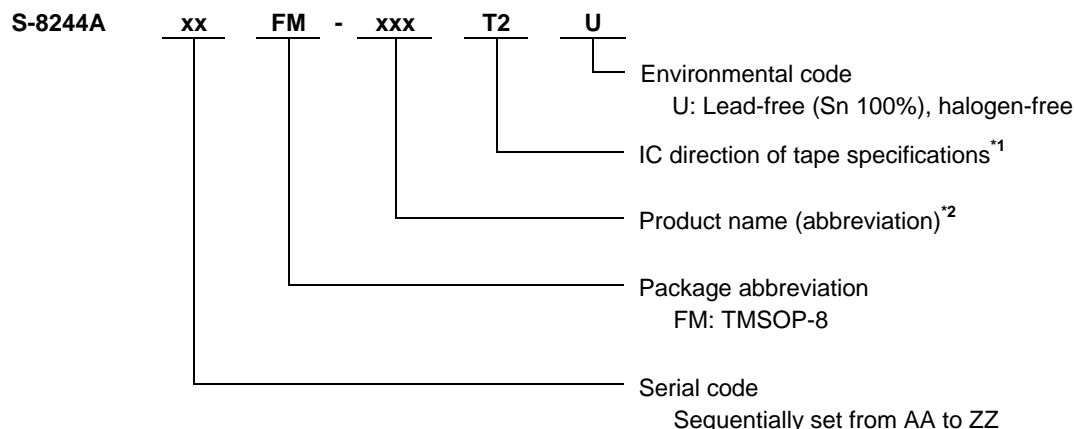 S-8244A xx FM - xxx T2 U
Environmental code
U: Lead-free (Sn 100%), halogen-free
IC direction of tape specifications*1
Product name (abbreviation)*2
Package abbreviation
FM: TMSOP-8
Serial code
Sequentially set from AA to ZZ